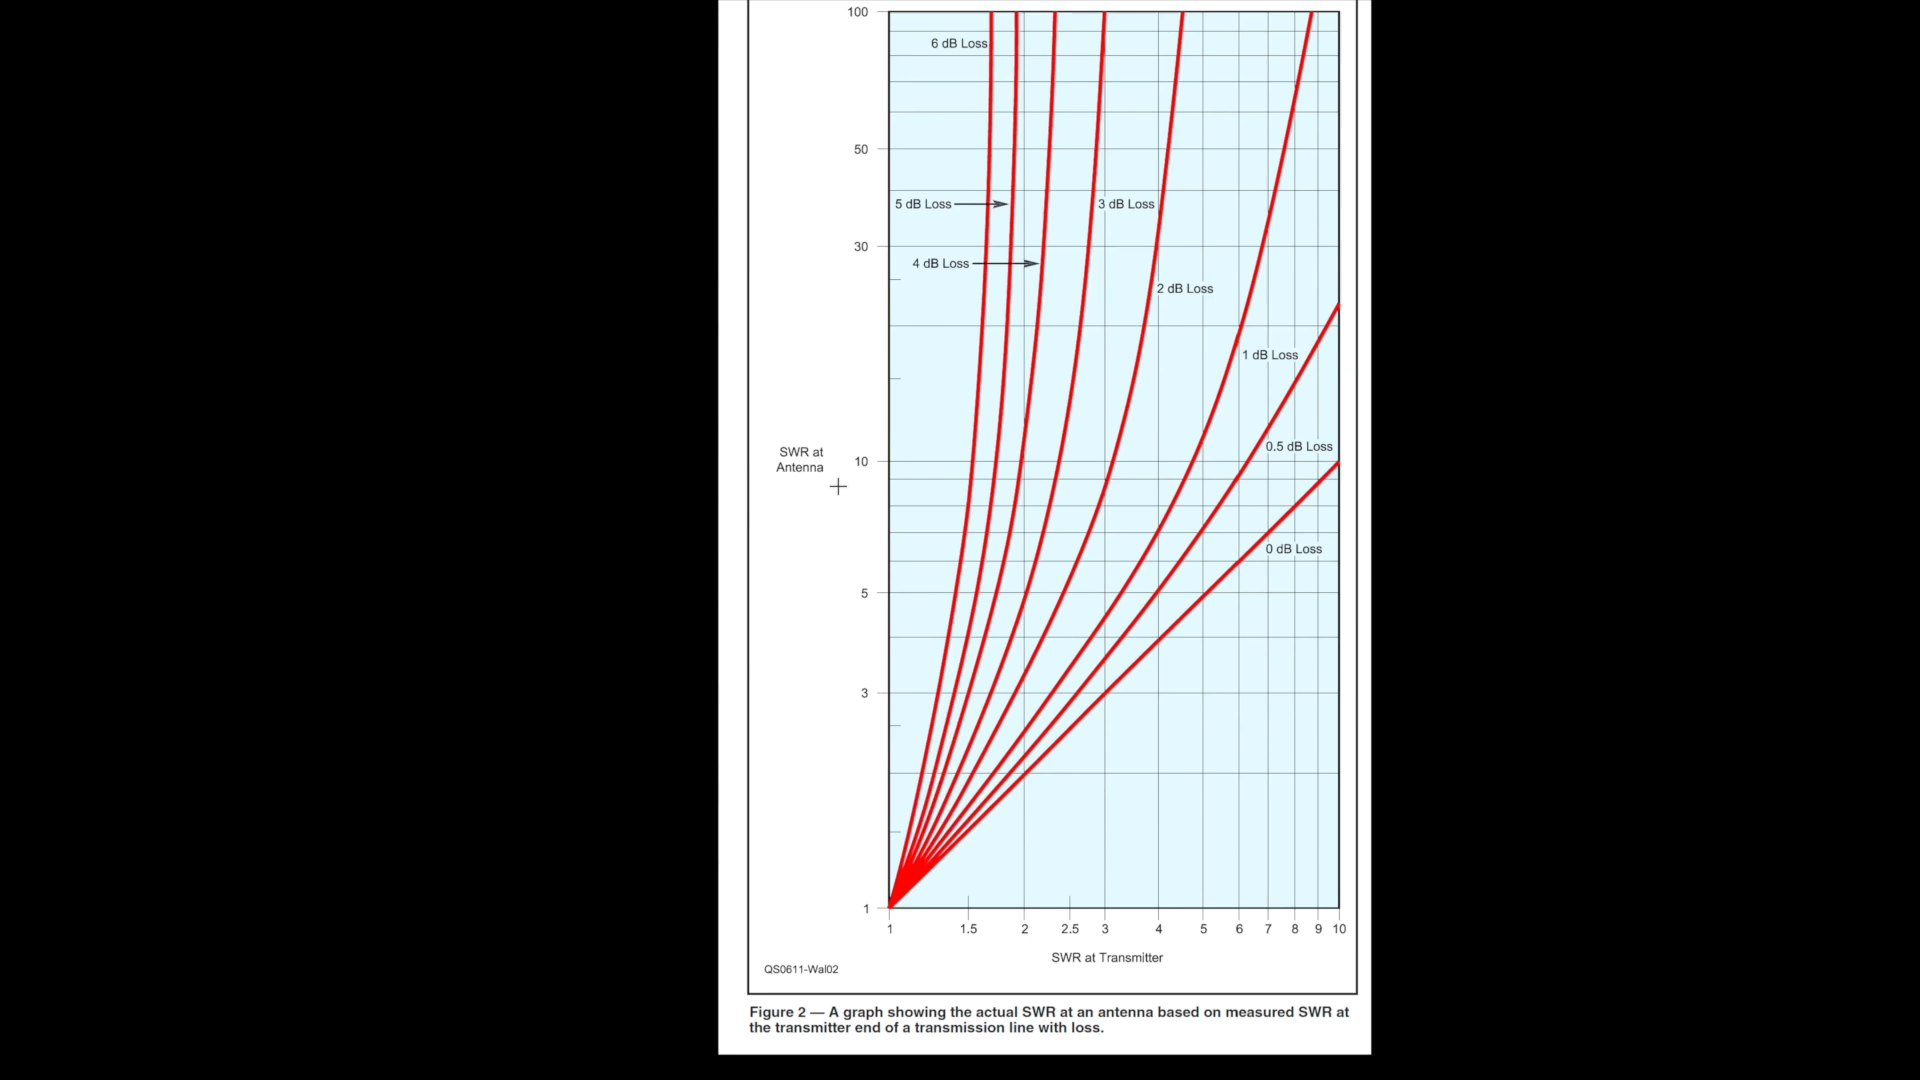 100
6 dB Loss
50
5 dB Loss
3 dB Loss
30
4 dB Loss
2 dB Loss
1 dB Loss
0.5 dB Loss
SWR at
Antenna
10
0 dB Loss
5
3
1
1 1.5 2 2.5 3 4 5 6 7 8 9 10
SWR at Transmitter
QS0611-Wal02
Figure 2 — A graph showing the actual SWR at an antenna based on measured SWR at
the transmitter end of a transmission line with loss.